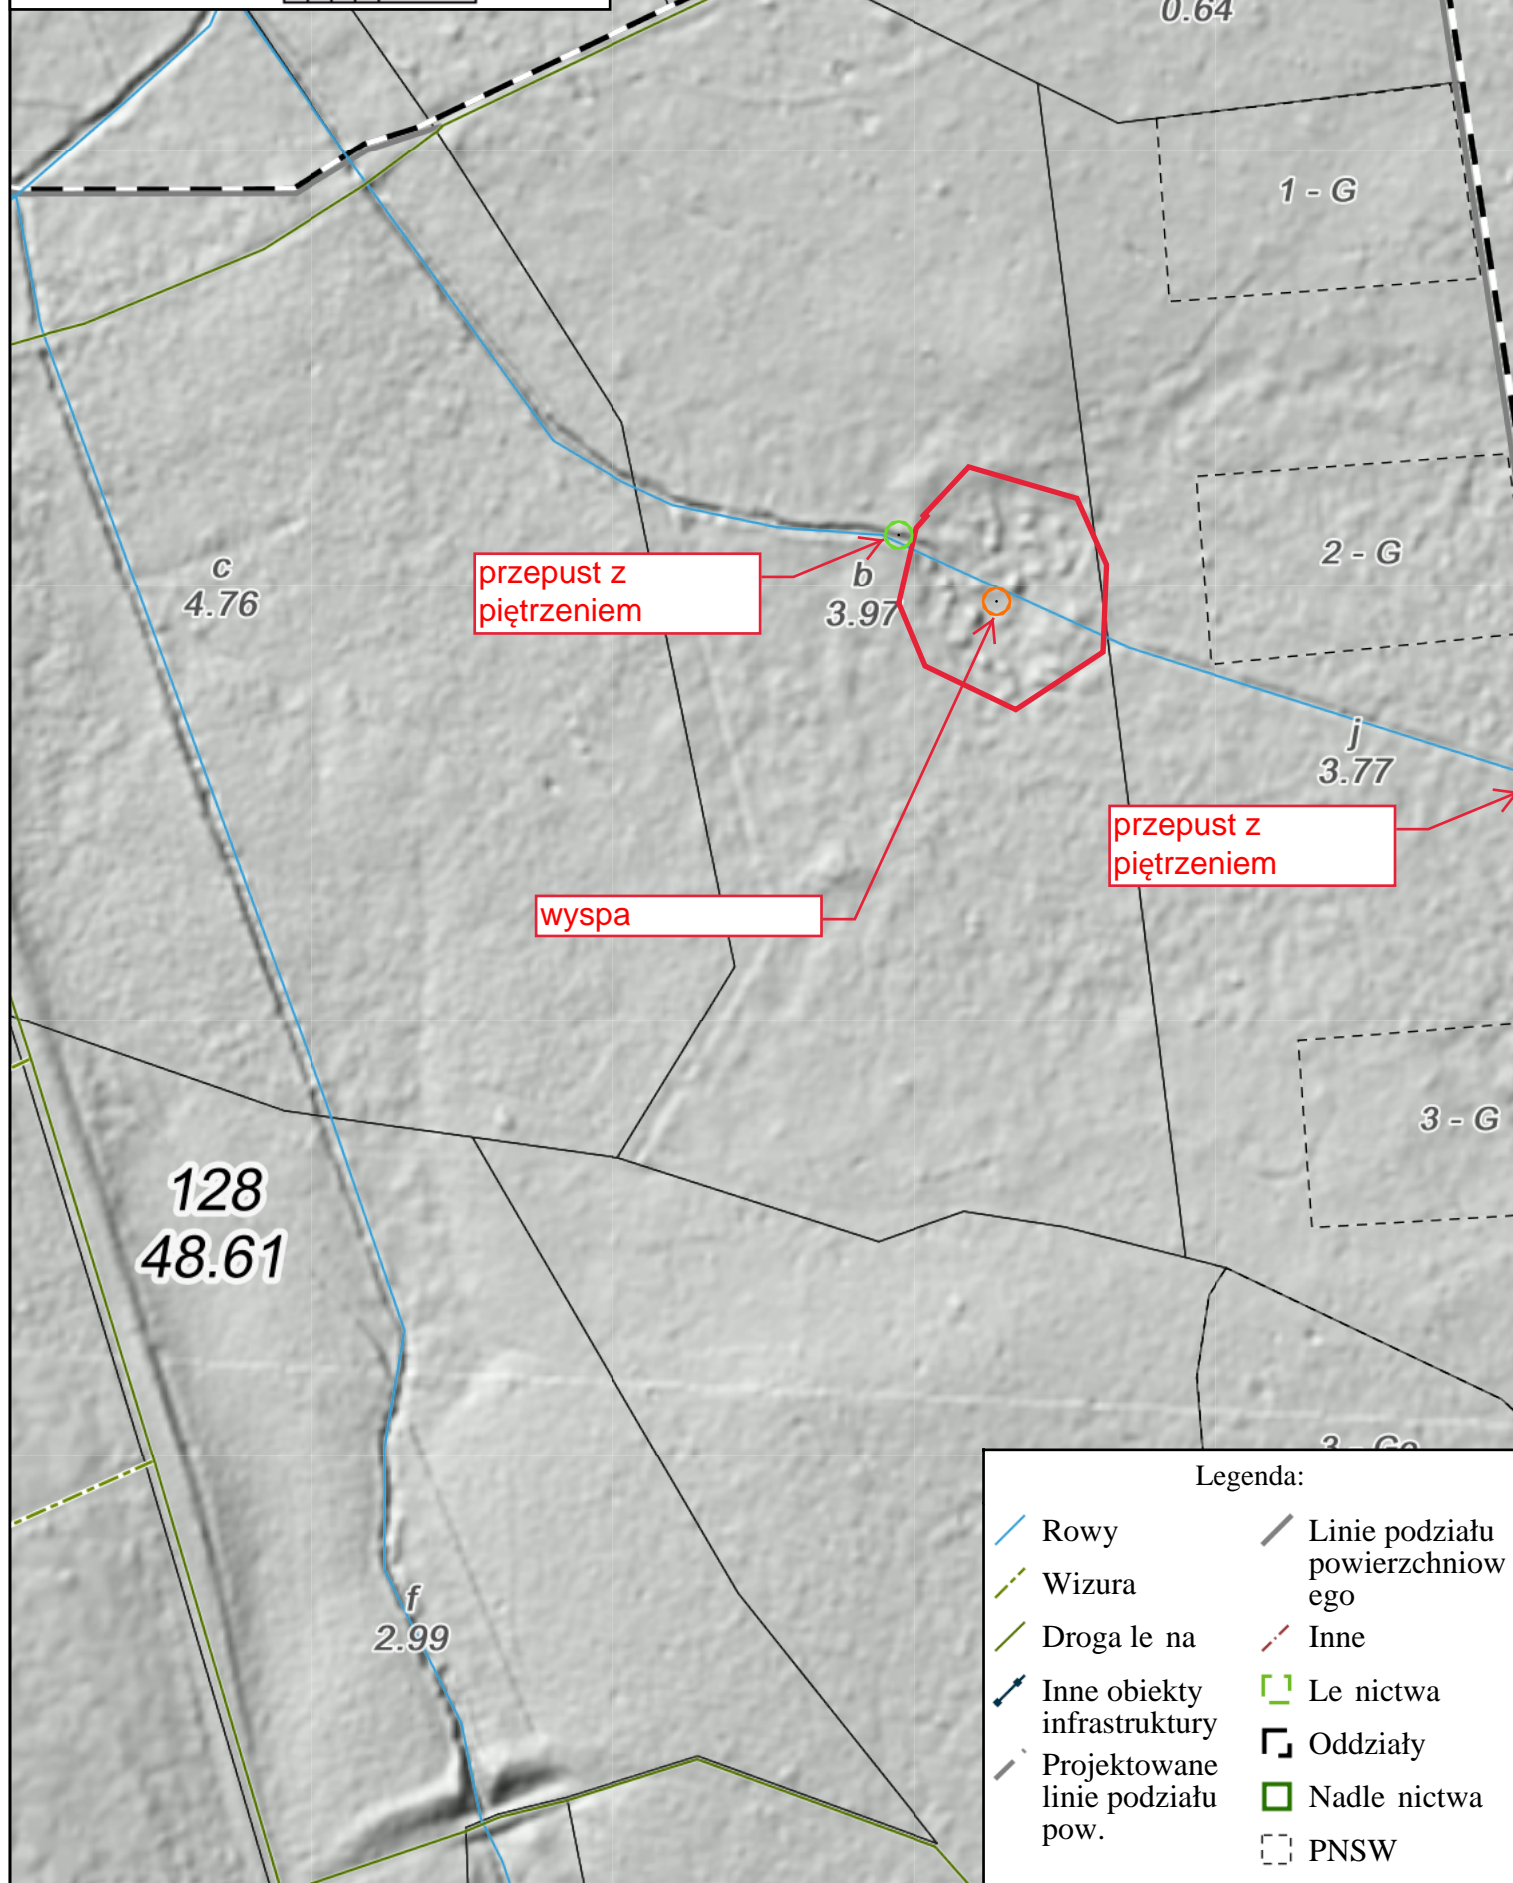 0.64
1 - G
2 - G
c
4.76
przepust z
piętrzeniem
b
3.97
j
3.77
przepust z
piętrzeniem
wyspa
3 - G
128
48.61
3 - Go
f
2.99
Legenda:
Rowy
Wizura
Droga le na
Inne obiekty
infrastruktury
Projektowane
linie podziału
pow.
Linie podziału
powierzchniow
ego
Inne
Le nictwa
Oddziały
Nadle nictwa
PNSW